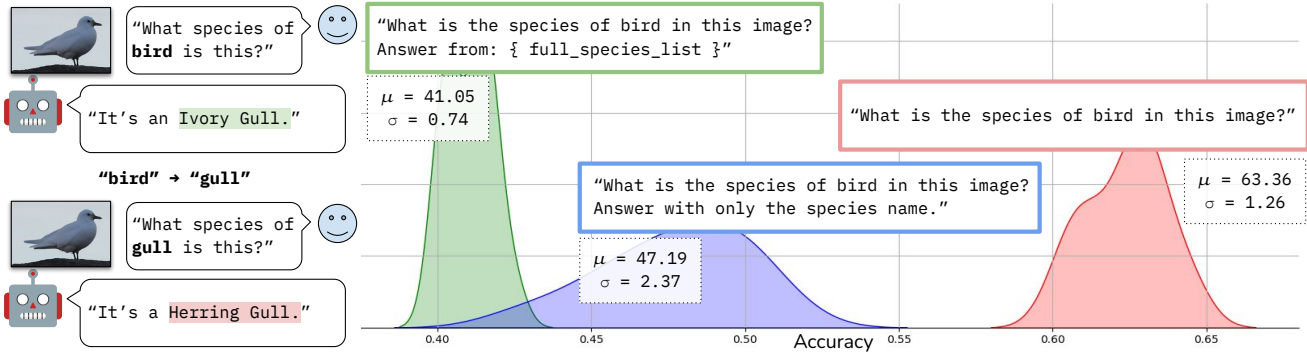 “What species of
bird is this?”
“It’s an Ivory Gull.”
“bird” → “gull”
“What species of
gull is this?”
“It’s a Herring Gull.”
“What is the species of bird in this image?
Answer from: { full_species_list }”
μ = 41.05
σ = 0.74
“What is the species of bird in this image?
Answer with only the species name.”
μ = 47.19
σ = 2.37
“What is the species of bird in this image?”
μ = 63.36
σ = 1.26
0.40 0.45 0.50 0.55 0.60 0.65
Accuracy